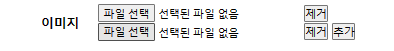 이미지
파일 선택 선택된 파일 없음 제거
파일 선택 선택된 파일 없음 제거 추가